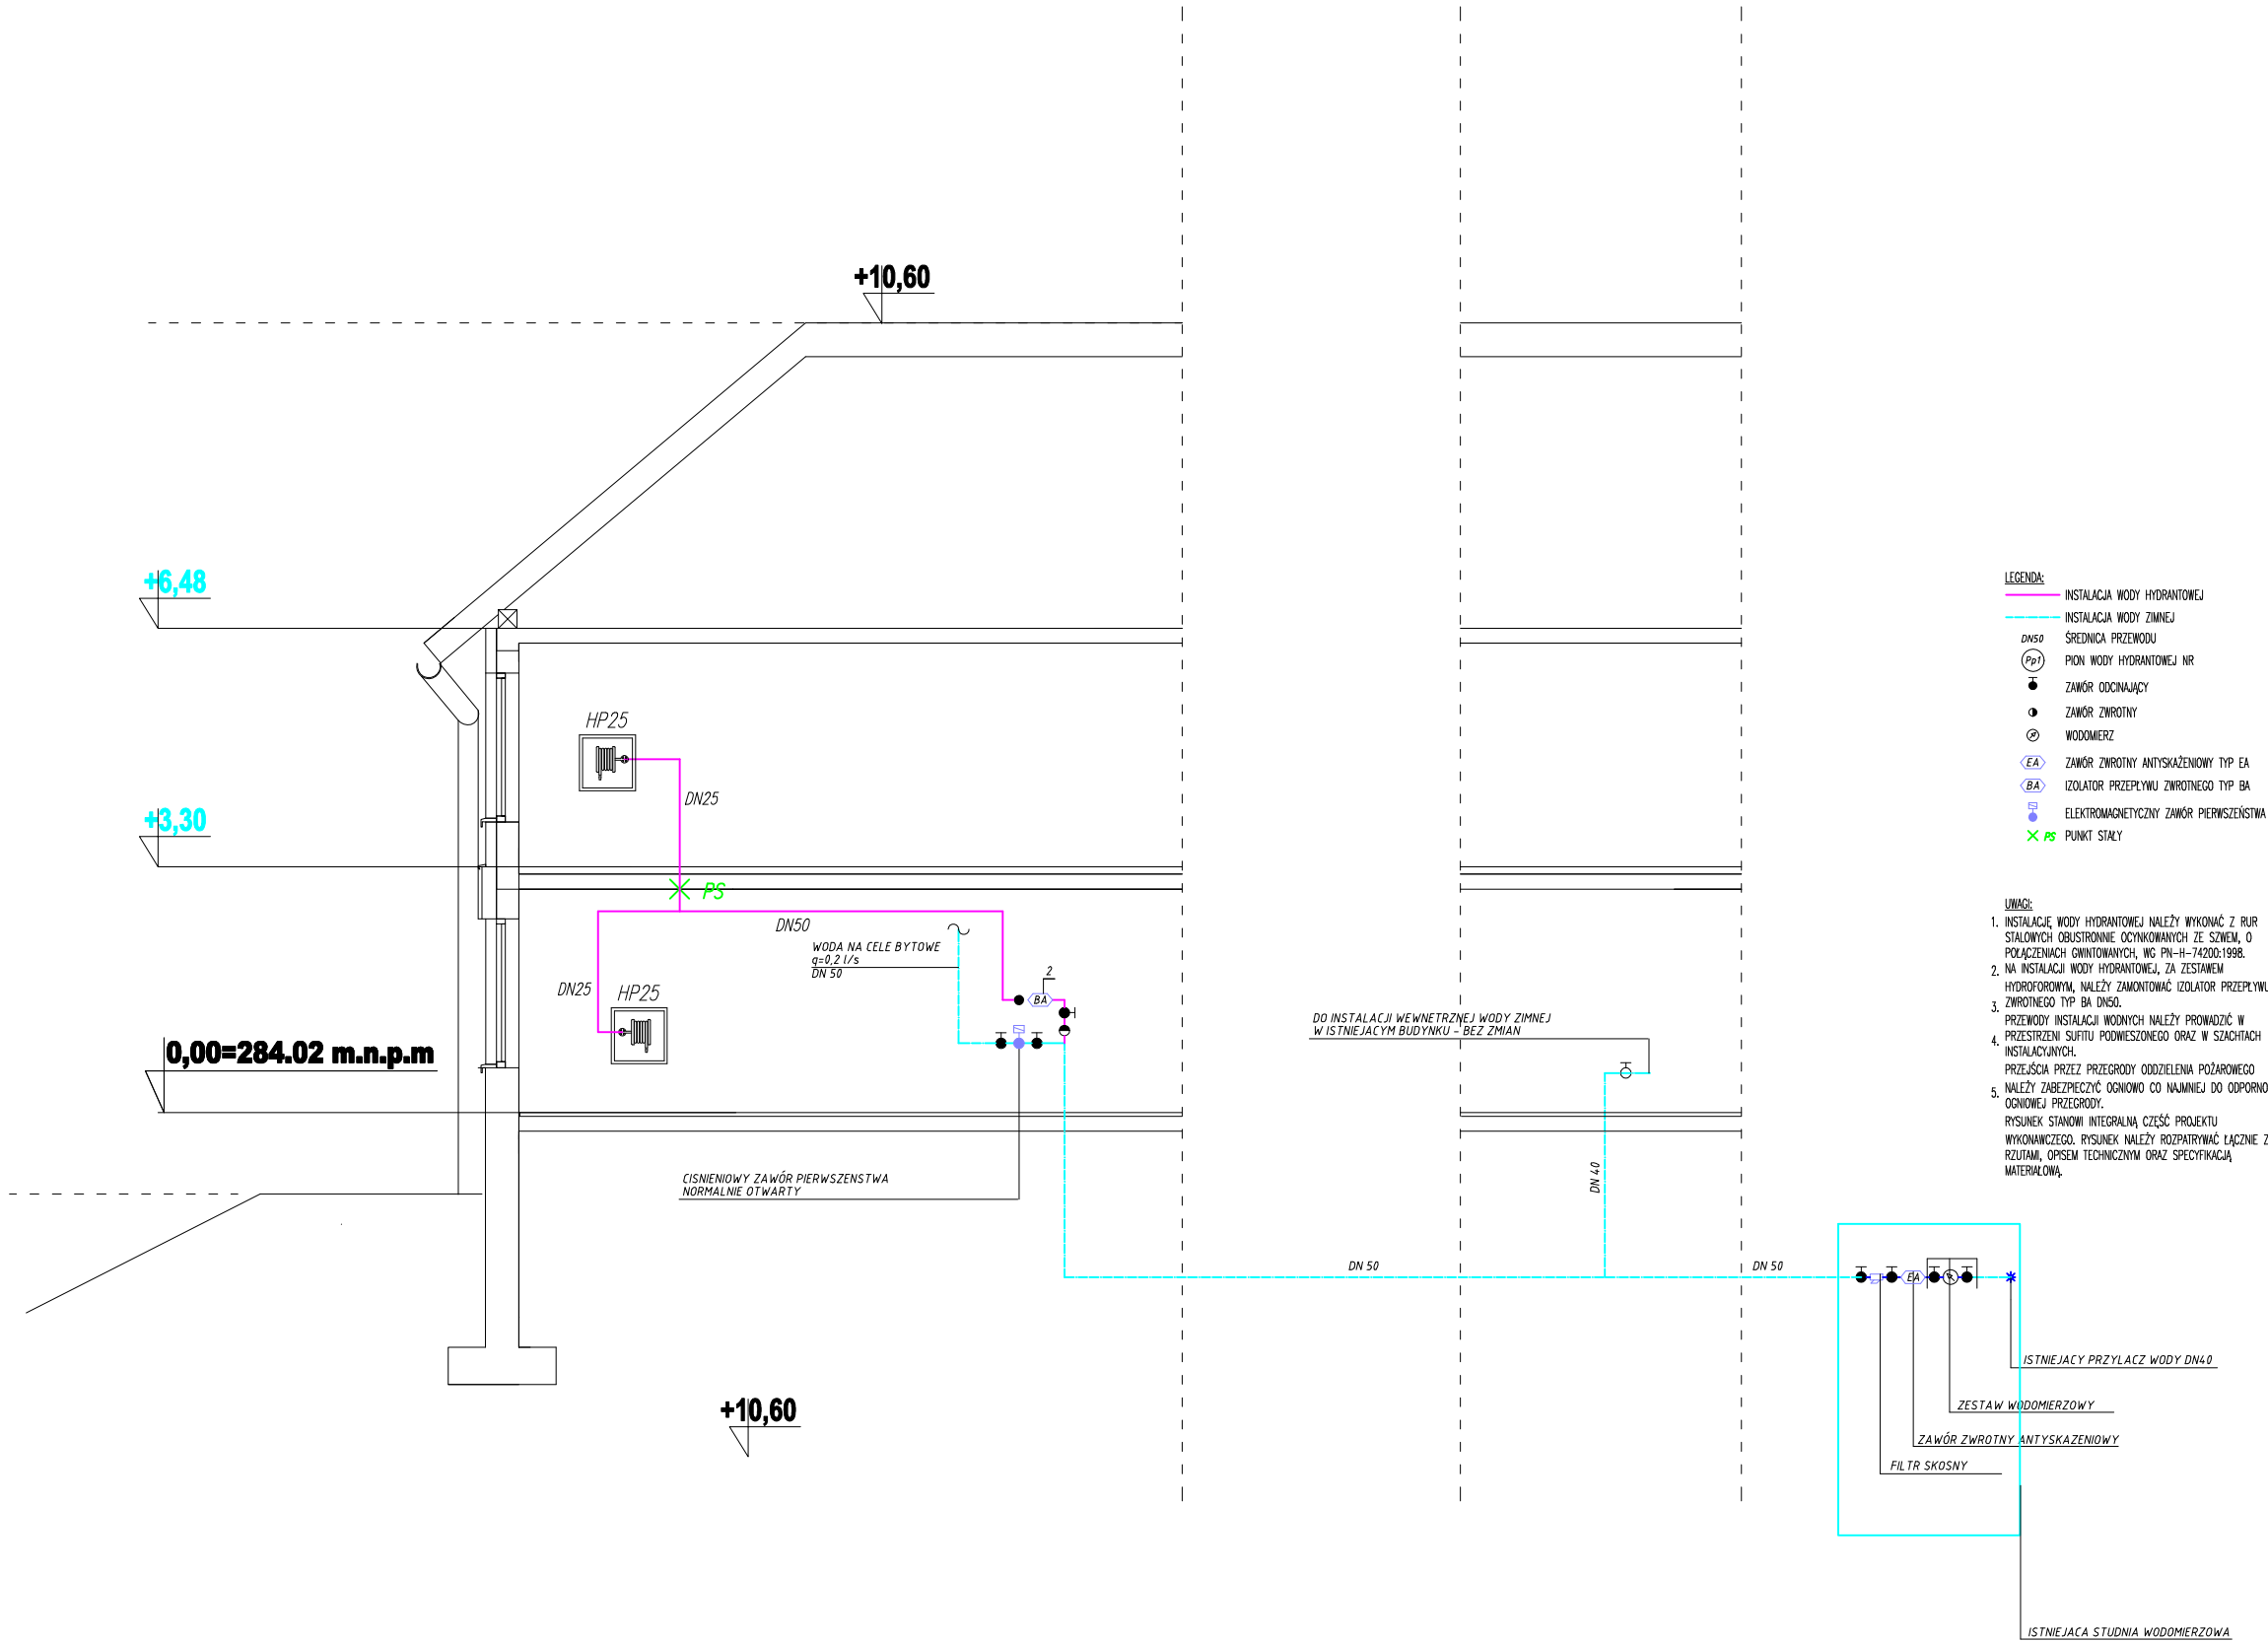 +10,60
+6,48
+3,30
0,00=284.02 m.n.p.m
HP25
DN25
PS
DN50
WODA NA CELE BYTOWE
q=0,2 l/s
DN 50
2
BA
DN25
HP25
DO INSTALACJI WEWNETRZNEJ WODY ZIMNEJ
W ISTNIEJACYM BUDYNKU - BEZ ZMIAN
CISNIENIOWY ZAWÓR PIERWSZENSTWA
NORMALNIE OTWARTY
DN 40
DN 50
DN 50
EA
ISTNIEJACY PRZYLACZ WODY DN40
ZESTAW WODOMIERZOWY
ZAWÓR ZWROTNY ANTYSKAZENIOWY
FILTR SKOSNY
ISTNIEJACA STUDNIA WODOMIERZOWA
+10,60
LEGENDA:
INSTALACJA WODY HYDRANTOWEJ
INSTALACJA WODY ZIMNEJ
DN50 ŚREDNICA PRZEWODU
Pp1 PION WODY HYDRANTOWEJ NR
ZAWÓR ODCINAJĄCY
ZAWÓR ZWROTNY
WODOMIERZ
EA ZAWÓR ZWROTNY ANTYSKAŻENIOWY TYP EA
BA IZOLATOR PRZEPŁYWU ZWROTNEGO TYP BA
ELEKTROMAGNETYCZNY ZAWÓR PIERWSZEŃSTWA
PS PUNKT STAŁY
UWAGI:
1. INSTALACJĘ WODY HYDRANTOWEJ NALEŻY WYKONAĆ Z RUR
STALOWYCH OBUSTRONNIE OCYNKOWANYCH ZE SZWEM, O
POŁĄCZENIACH GWINTOWANYCH, WG PN-H-74200:1998.
2. NA INSTALACJI WODY HYDRANTOWEJ, ZA ZESTAWEM
HYDROFOROWYM, NALEŻY ZAMONTOWAĆ IZOLATOR PRZEPŁYWU
3. ZWROTNEGO TYP BA DN50.
PRZEWODY INSTALACJI WODNYCH NALEŻY PROWADZIĆ W
4. PRZESTRZENI SUFITU PODWIESZONEGO ORAZ W SZACHTACH
INSTALACYJNYCH.
PRZEJŚCIA PRZEZ PRZEGRODY ODDZIELENIA POŻAROWEGO
5. NALEŻY ZABEZPIECZYĆ OGNIOWO CO NAJMNIEJ DO ODPORNO
OGNIOWEJ PRZEGRODY.
RYSUNEK STANOWI INTEGRALNĄ CZĘŚĆ PROJEKTU
WYKONAWCZEGO. RYSUNEK NALEŻY ROZPATRYWAĆ ŁĄCZNIE Z
RZUTAMI, OPISEM TECHNICZNYM ORAZ SPECYFIKACJĄ
MATERIAŁOWĄ.